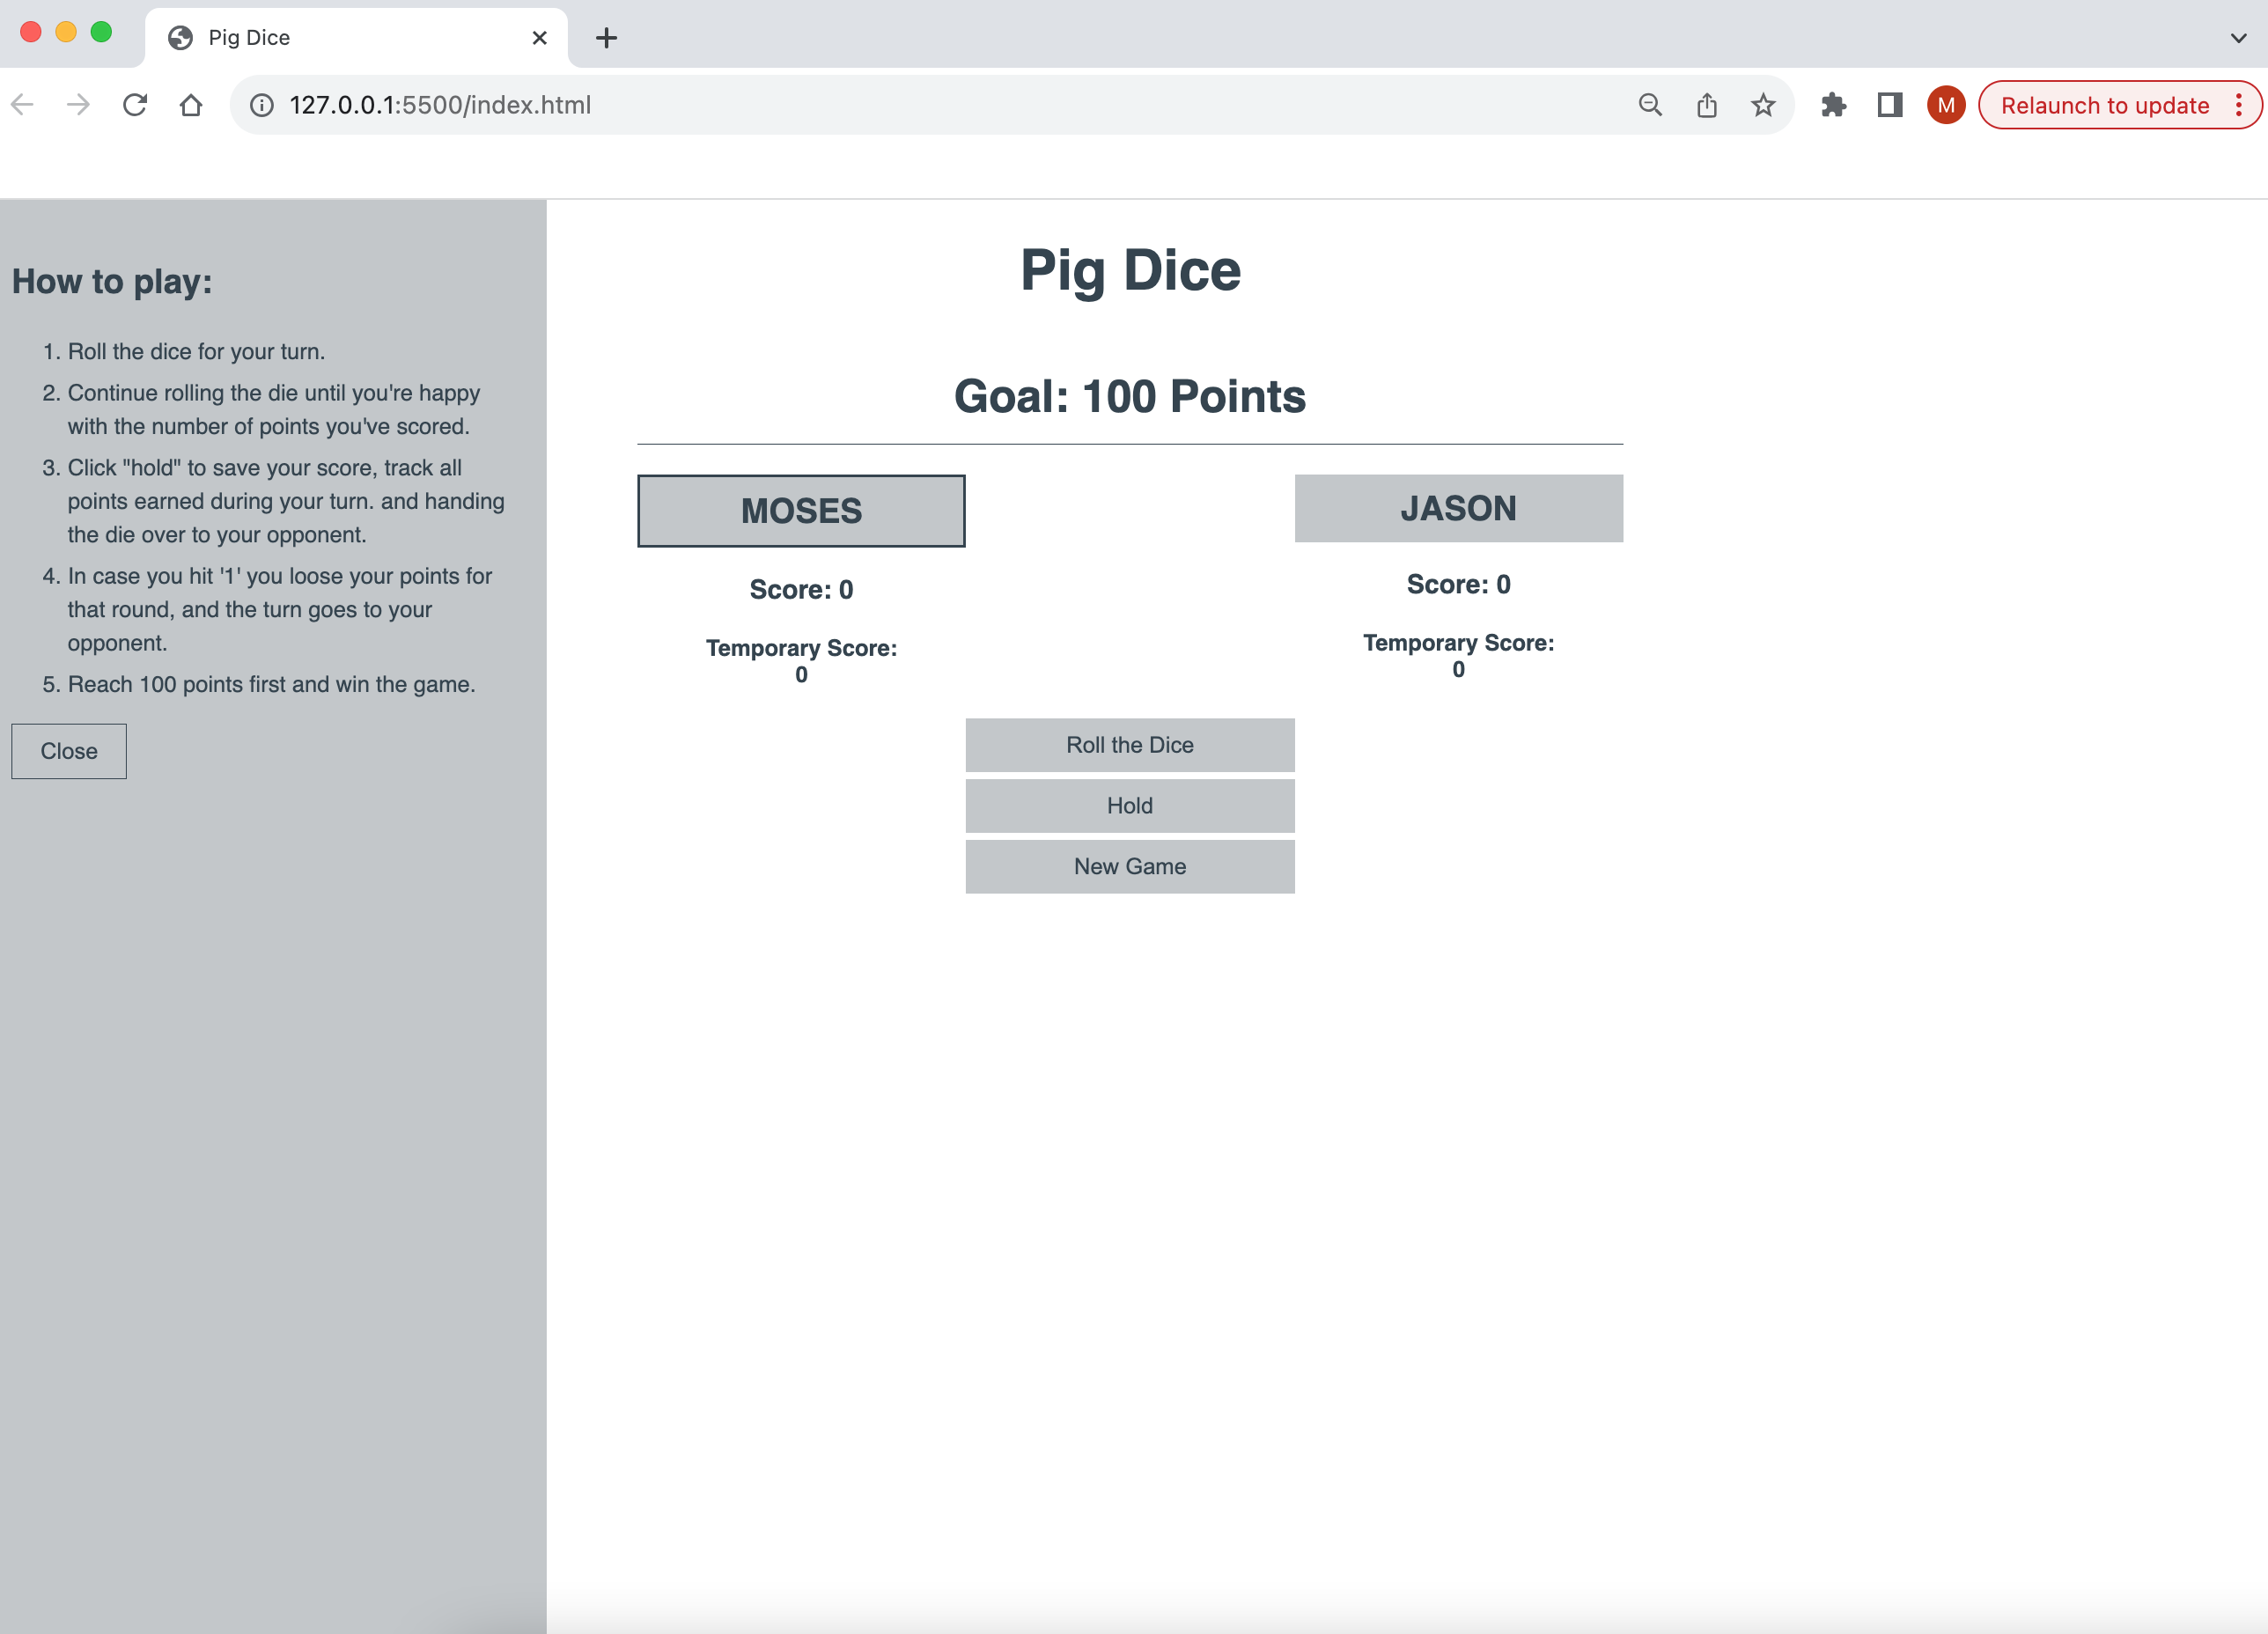 Pig Dice
127.0.0.1:5500/index.html
M
Relaunch to update
How to play:
1. Roll the dice for your turn.
2. Continue rolling the die until you're happy
with the number of points you've scored.
3. Click "hold" to save your score, track all
points earned during your turn. and handing
the die over to your opponent.
4. In case you hit '1' you loose your points for
that round, and the turn goes to your
opponent.
5. Reach 100 points first and win the game.
Close
Pig Dice
Goal: 100 Points
MOSES
Score: 0
Temporary Score:
0
JASON
Score: 0
Temporary Score:
0
Roll the Dice
Hold
New Game